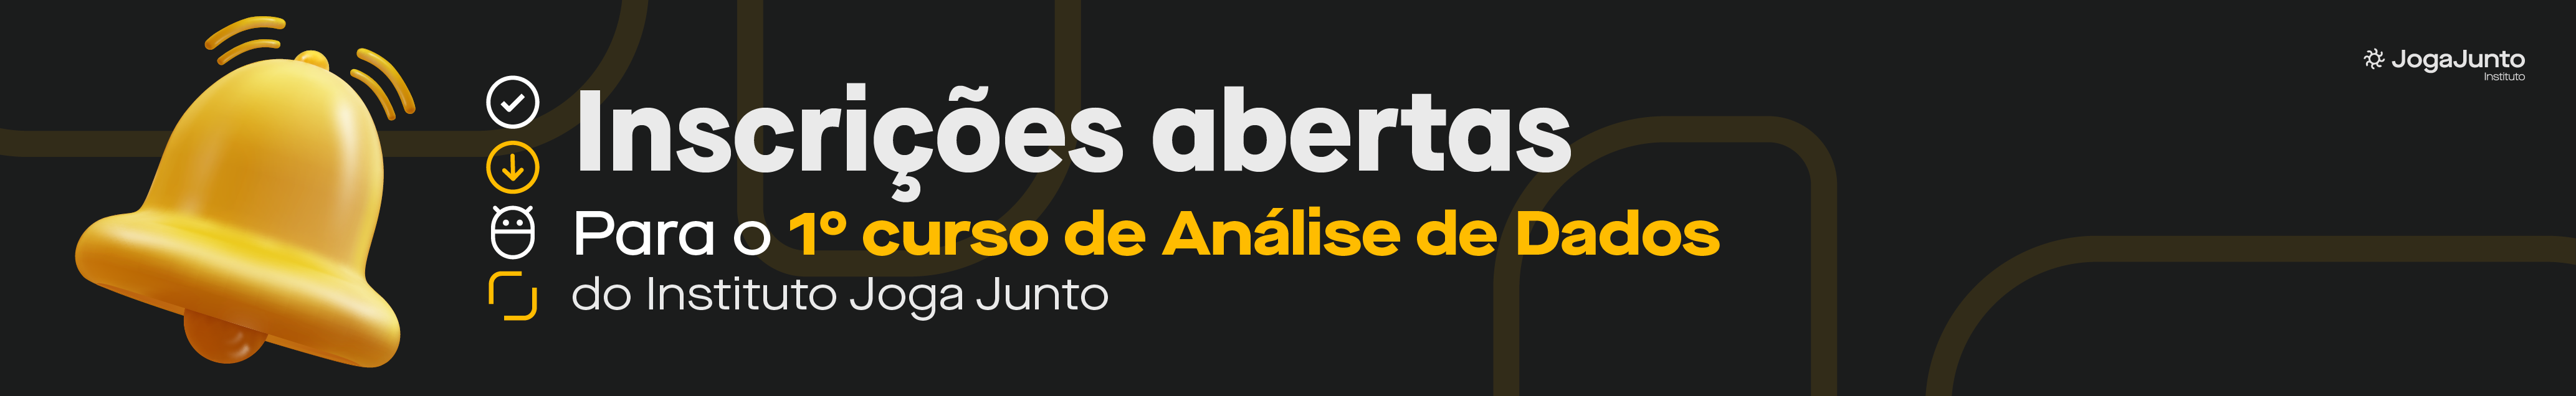 Inscrições abertas
Para o 1º curso de Análise de Dados
do Instituto Joga Junto
JogaJunto
Instituto